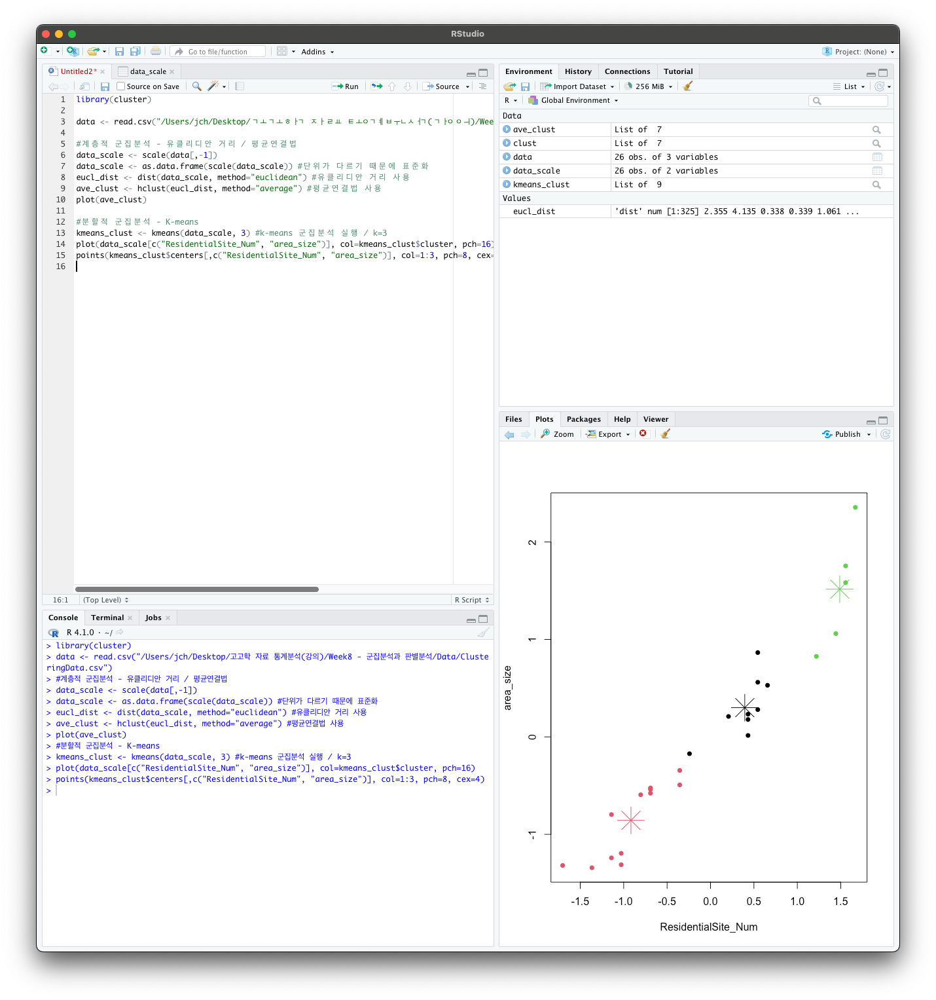 RStudio
Go to file/function
Addins
Project: (None)
Untitled2*
data_scale
Source on Save
Run
Source
1 library(cluster)
2
3 data <- read.csv("/Users/jch/Desktop/ㄱㅗㄱㅗㅎㅏㄱ ㅈㅏㄹㅛ ㅌㅗㅇㄱㅖㅂㅜㄴㅅㅓㄱ(ㄱㅏㅇㅇㅢ)/Wee
4
5 #계층적 군집분석 - 유클리디안 거리 / 평균연결법
6 data_scale <- scale(data[,-1])
7 data_scale <- as.data.frame(scale(data_scale)) #단위가 다르기 때문에 표준화
8 eucl_dist <- dist(data_scale, method="euclidean") #유클리디안 거리 사용
9 ave_clust <- hclust(eucl_dist, method="average") #평균연결법 사용
10 plot(ave_clust)
11
12 #분할적 군집분석 - K-means
13 kmeans_clust <- kmeans(data_scale, 3) #k-means 군집분석 실행 / k=3
14 plot(data_scale[c("ResidentialSite_Num", "area_size")], col=kmeans_clust$cluster, pch=16)
15 points(kmeans_clust$centers[,c("ResidentialSite_Num", "area_size")], col=1:3, pch=8, cex=
16
16:1 (Top Level) R Script
Console Terminal Jobs
R 4.1.0 · ~/
> library(cluster)
> data <- read.csv("/Users/jch/Desktop/고고학 자료 통계분석(강의)/Week8 - 군집분석과 판별분석/Data/Cluste
ringData.csv")
> #계층적 군집분석 - 유클리디안 거리 / 평균연결법
> data_scale <- scale(data[,-1])
> data_scale <- as.data.frame(scale(data_scale)) #단위가 다르기 때문에 표준화
> eucl_dist <- dist(data_scale, method="euclidean") #유클리디안 거리 사용
> ave_clust <- hclust(eucl_dist, method="average") #평균연결법 사용
> plot(ave_clust)
> #분할적 군집분석 - K-means
> kmeans_clust <- kmeans(data_scale, 3) #k-means 군집분석 실행 / k=3
> plot(data_scale[c("ResidentialSite_Num", "area_size")], col=kmeans_clust$cluster, pch=16)
> points(kmeans_clust$centers[,c("ResidentialSite_Num", "area_size")], col=1:3, pch=8, cex=4)
>
Environment History Connections Tutorial
Import Dataset 256 MiB List
R Global Environment
Data
ave_clust List of 7
clust List of 7
data 26 obs. of 3 variables
data_scale 26 obs. of 2 variables
kmeans_clust List of 9
Values
eucl_dist 'dist' num [1:325] 2.355 4.135 0.338 0.339 1.061 ...
Files Plots Packages Help Viewer
Zoom Export Publish
2
1
0
-1
area_size
-1.5 -1.0 -0.5 0.0 0.5 1.0 1.5
ResidentialSite_Num